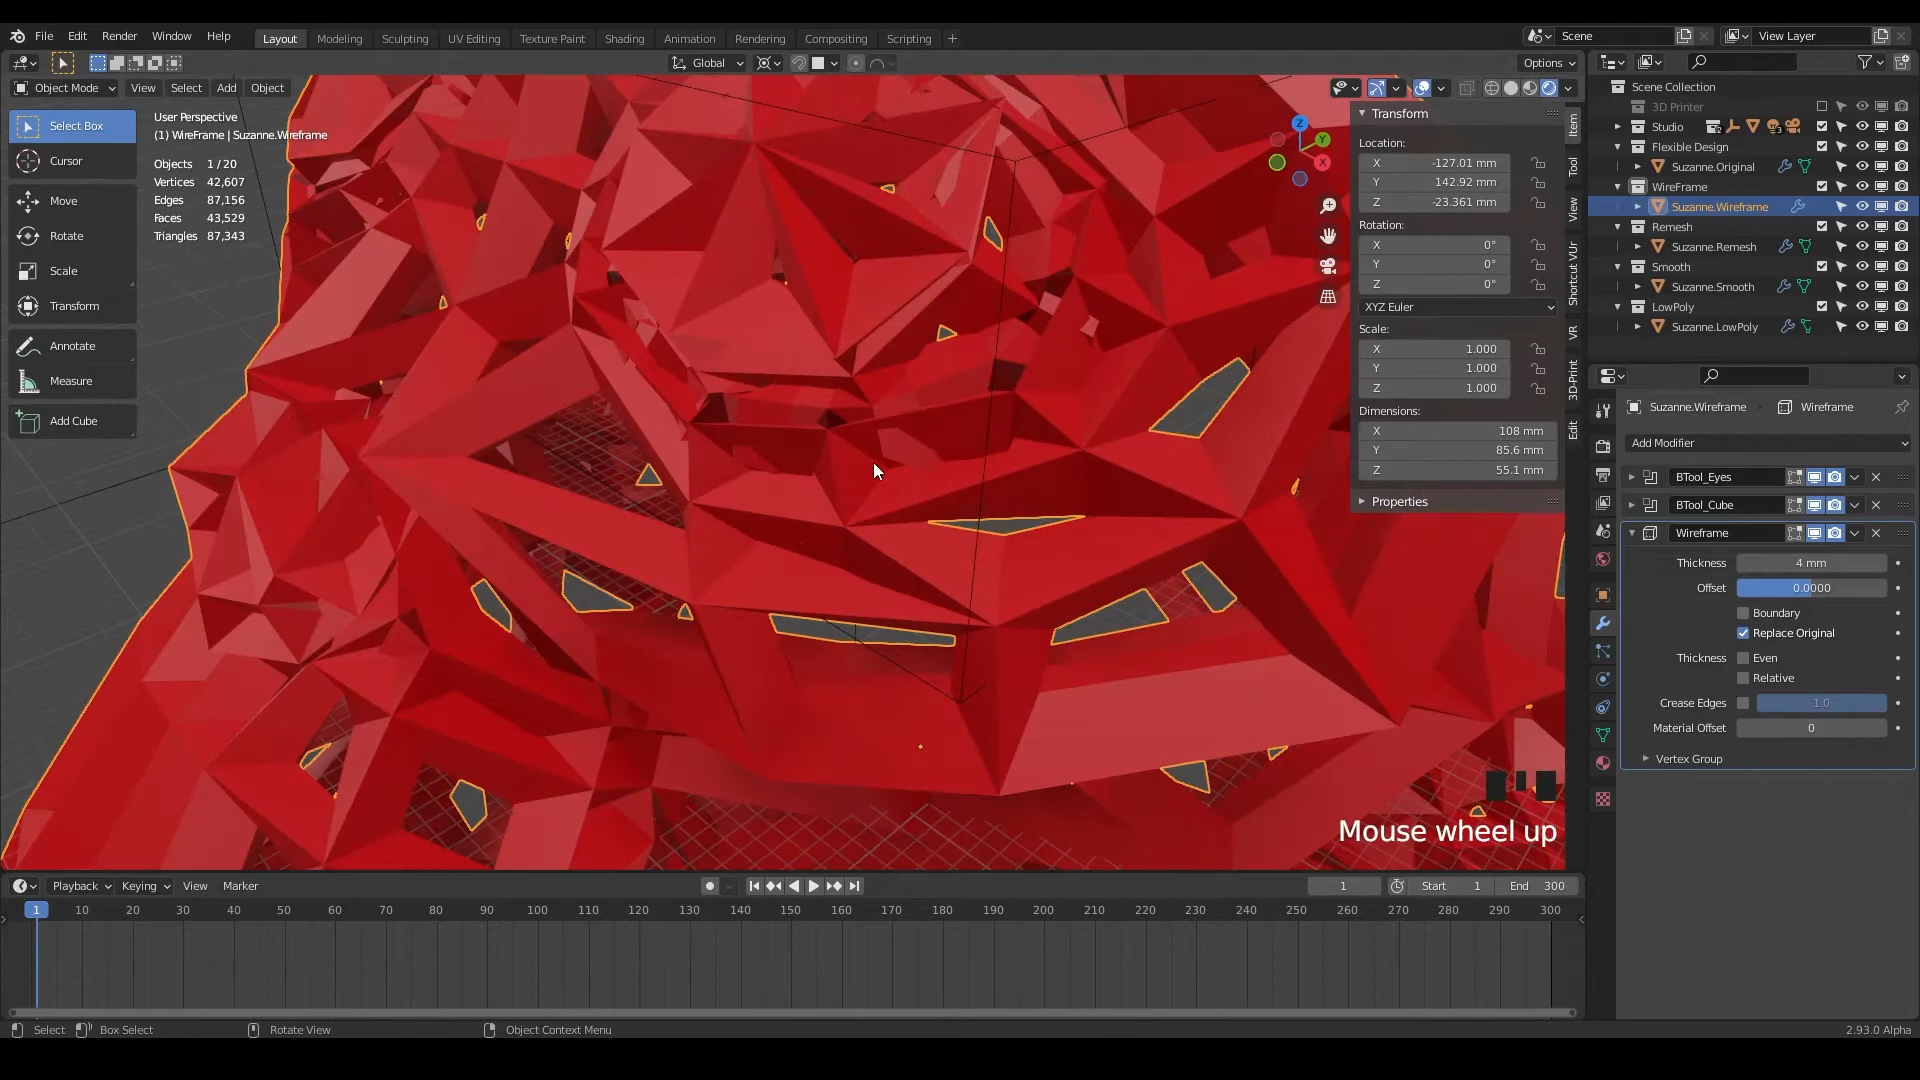 File Edit Render Window Help
Layout Modeling Sculpting UV Editing Texture Paint Shading Animation Rendering Compositing Scripting +
Scene
View Layer
Global
Options
Object Mode View Select Add Object
Select Box
Cursor
Move
Rotate
Scale
Transform
Annotate
Measure
Add Cube
User Perspective
(1) WireFrame | Suzanne.Wireframe
Objects 1 / 20
Vertices 42,607
Edges 87,156
Faces 43,529
Triangles 87,343
Z
Y
X
Transform
Location:
X -127.01 mm
Y 142.92 mm
Z -23.361 mm
Rotation:
X 0°
Y 0°
Z 0°
XYZ Euler
Scale:
X 1.000
Y 1.000
Z 1.000
Dimensions:
X 108 mm
Y 85.6 mm
Z 55.1 mm
Properties
Item
Tool
View
Shortcut VUr
VR
3D-Print
Edit
Scene Collection
3D Printer
Studio 2 3
Flexible Design
Suzanne.Original
WireFrame
Suzanne.Wireframe
Remesh
Suzanne.Remesh
Smooth
Suzanne.Smooth
LowPoly
Suzanne.LowPoly
Suzanne.Wireframe Wireframe
Add Modifier
BTool_Eyes
BTool_Cube
Wireframe
Thickness 4 mm
Offset 0.0000
Boundary
Replace Original
Thickness Even
Relative
Crease Edges 1.0
Material Offset 0
Vertex Group
Mouse wheel up
Playback Keying View Marker
1 Start 1 End 300
1 10 20 30 40 50 60 70 80 90 100 110 120 130 140 150 160 170 180 190 200 210 220 230 240 250 260 270 280 290 300
Select Box Select Rotate View Object Context Menu
2.93.0 Alpha